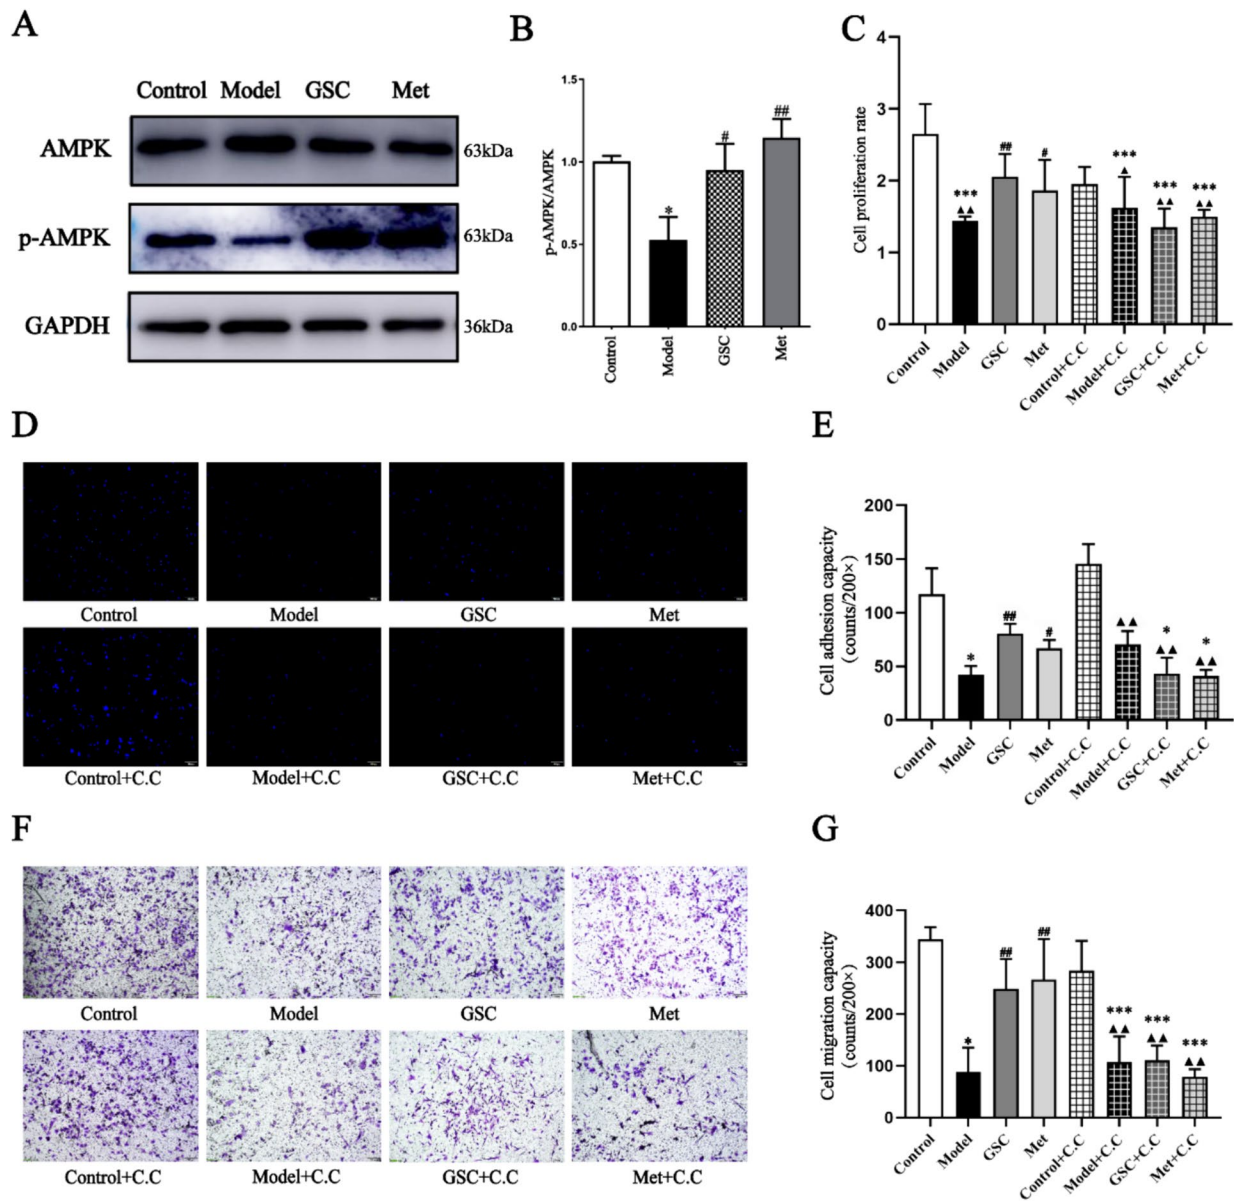 A
Control Model GSC Met
AMPK 63kDa
p-AMPK 63kDa
GAPDH 36kDa
B
p-AMPK/AMPK
1.5
1.0
0.5
0.0
*
#
##
Control
Model
GSC
Met
C
Cell proliferation rate
4
3
2
1
0
***
▲▲
##
#
***
▲
***
▲▲
***
▲▲
Control
Model
GSC
Met
Control+C.C
Model+C.C
GSC+C.C
Met+C.C
D
Control Model GSC Met
Control+C.C Model+C.C GSC+C.C Met+C.C
E
Cell adhesion capacity
(counts/200×)
200
150
100
50
0
*
##
#
▲▲
*
▲▲
*
▲▲
Control
Model
GSC
Met
Control+C.C
Model+C.C
GSC+C.C
Met+C.C
F
Control Model GSC Met
Control+C.C Model+C.C GSC+C.C Met+C.C
G
Cell migration capacity
(counts/200×)
400
300
200
100
0
*
##
##
***
▲▲
***
▲▲
***
▲▲
Control
Model
GSC
Met
Control+C.C
Model+C.C
GSC+C.C
Met+C.C